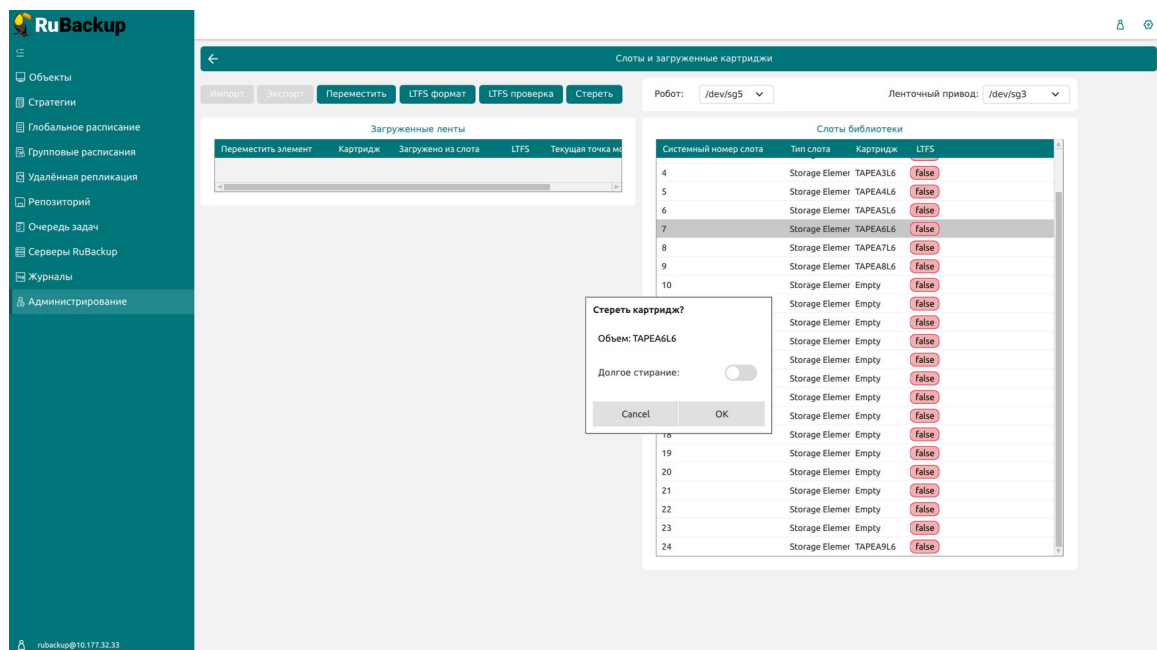 RuBackup
Объекты
Стратегии
Глобальное расписание
Групповые расписания
Удалённая репликация
Репозиторий
Очередь задач
Серверы RuBackup
Журналы
Администрирование
rubackup@10.177.32.33
Слоты и загруженные картриджи
Импорт Экспорт Переместить LTFS формат LTFS проверка Стереть
Робот: /dev/sg5 Ленточный привод: /dev/sg3
Загруженные ленты
Переместить элемент Картридж Загружено из слота LTFS Текущая точка мо
Слоты библиотеки
Системный номер слота Тип слота Картридж LTFS
4 Storage Elemer TAPEA3L6 false
5 Storage Elemer TAPEA4L6 false
6 Storage Elemer TAPEA5L6 false
7 Storage Elemer TAPEA6L6 false
8 Storage Elemer TAPEA7L6 false
9 Storage Elemer TAPEA8L6 false
10 Storage Elemer Empty false
Storage Elemer Empty false
Storage Elemer Empty false
Storage Elemer Empty false
Storage Elemer Empty false
Storage Elemer Empty false
Storage Elemer Empty false
Storage Elemer Empty false
18 Storage Elemer Empty false
19 Storage Elemer Empty false
20 Storage Elemer Empty false
21 Storage Elemer Empty false
22 Storage Elemer Empty false
23 Storage Elemer Empty false
24 Storage Elemer TAPEA9L6 false
Стереть картридж?
Объем: TAPEA6L6
Долгое стирание:
Cancel OK